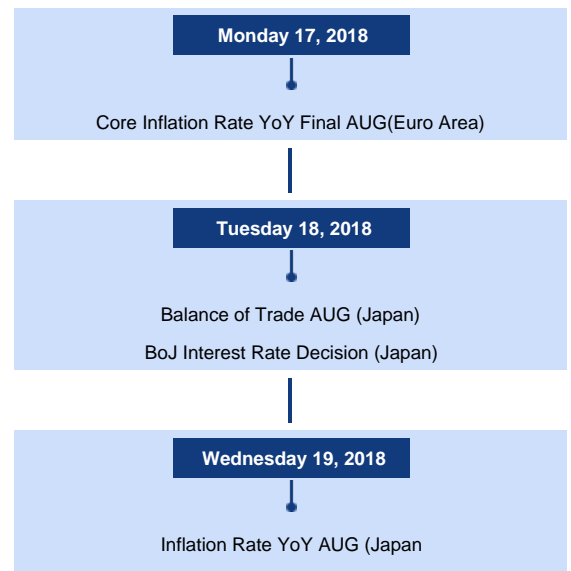 Monday 17, 2018
Core Inflation Rate YoY Final AUG(Euro Area)
Tuesday 18, 2018
Balance of Trade AUG (Japan)
BoJ Interest Rate Decision (Japan)
Wednesday 19, 2018
Inflation Rate YoY AUG (Japan